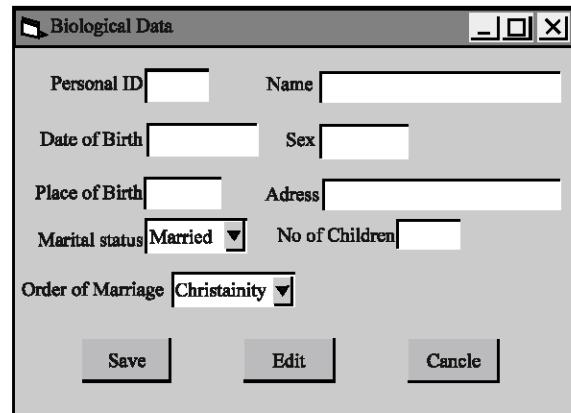 Biological Data
Personal ID Name
Date of Birth Sex
Place of Birth Adress
Marital status Married No of Children
Order of Marriage Christainity
Save Edit Cancle